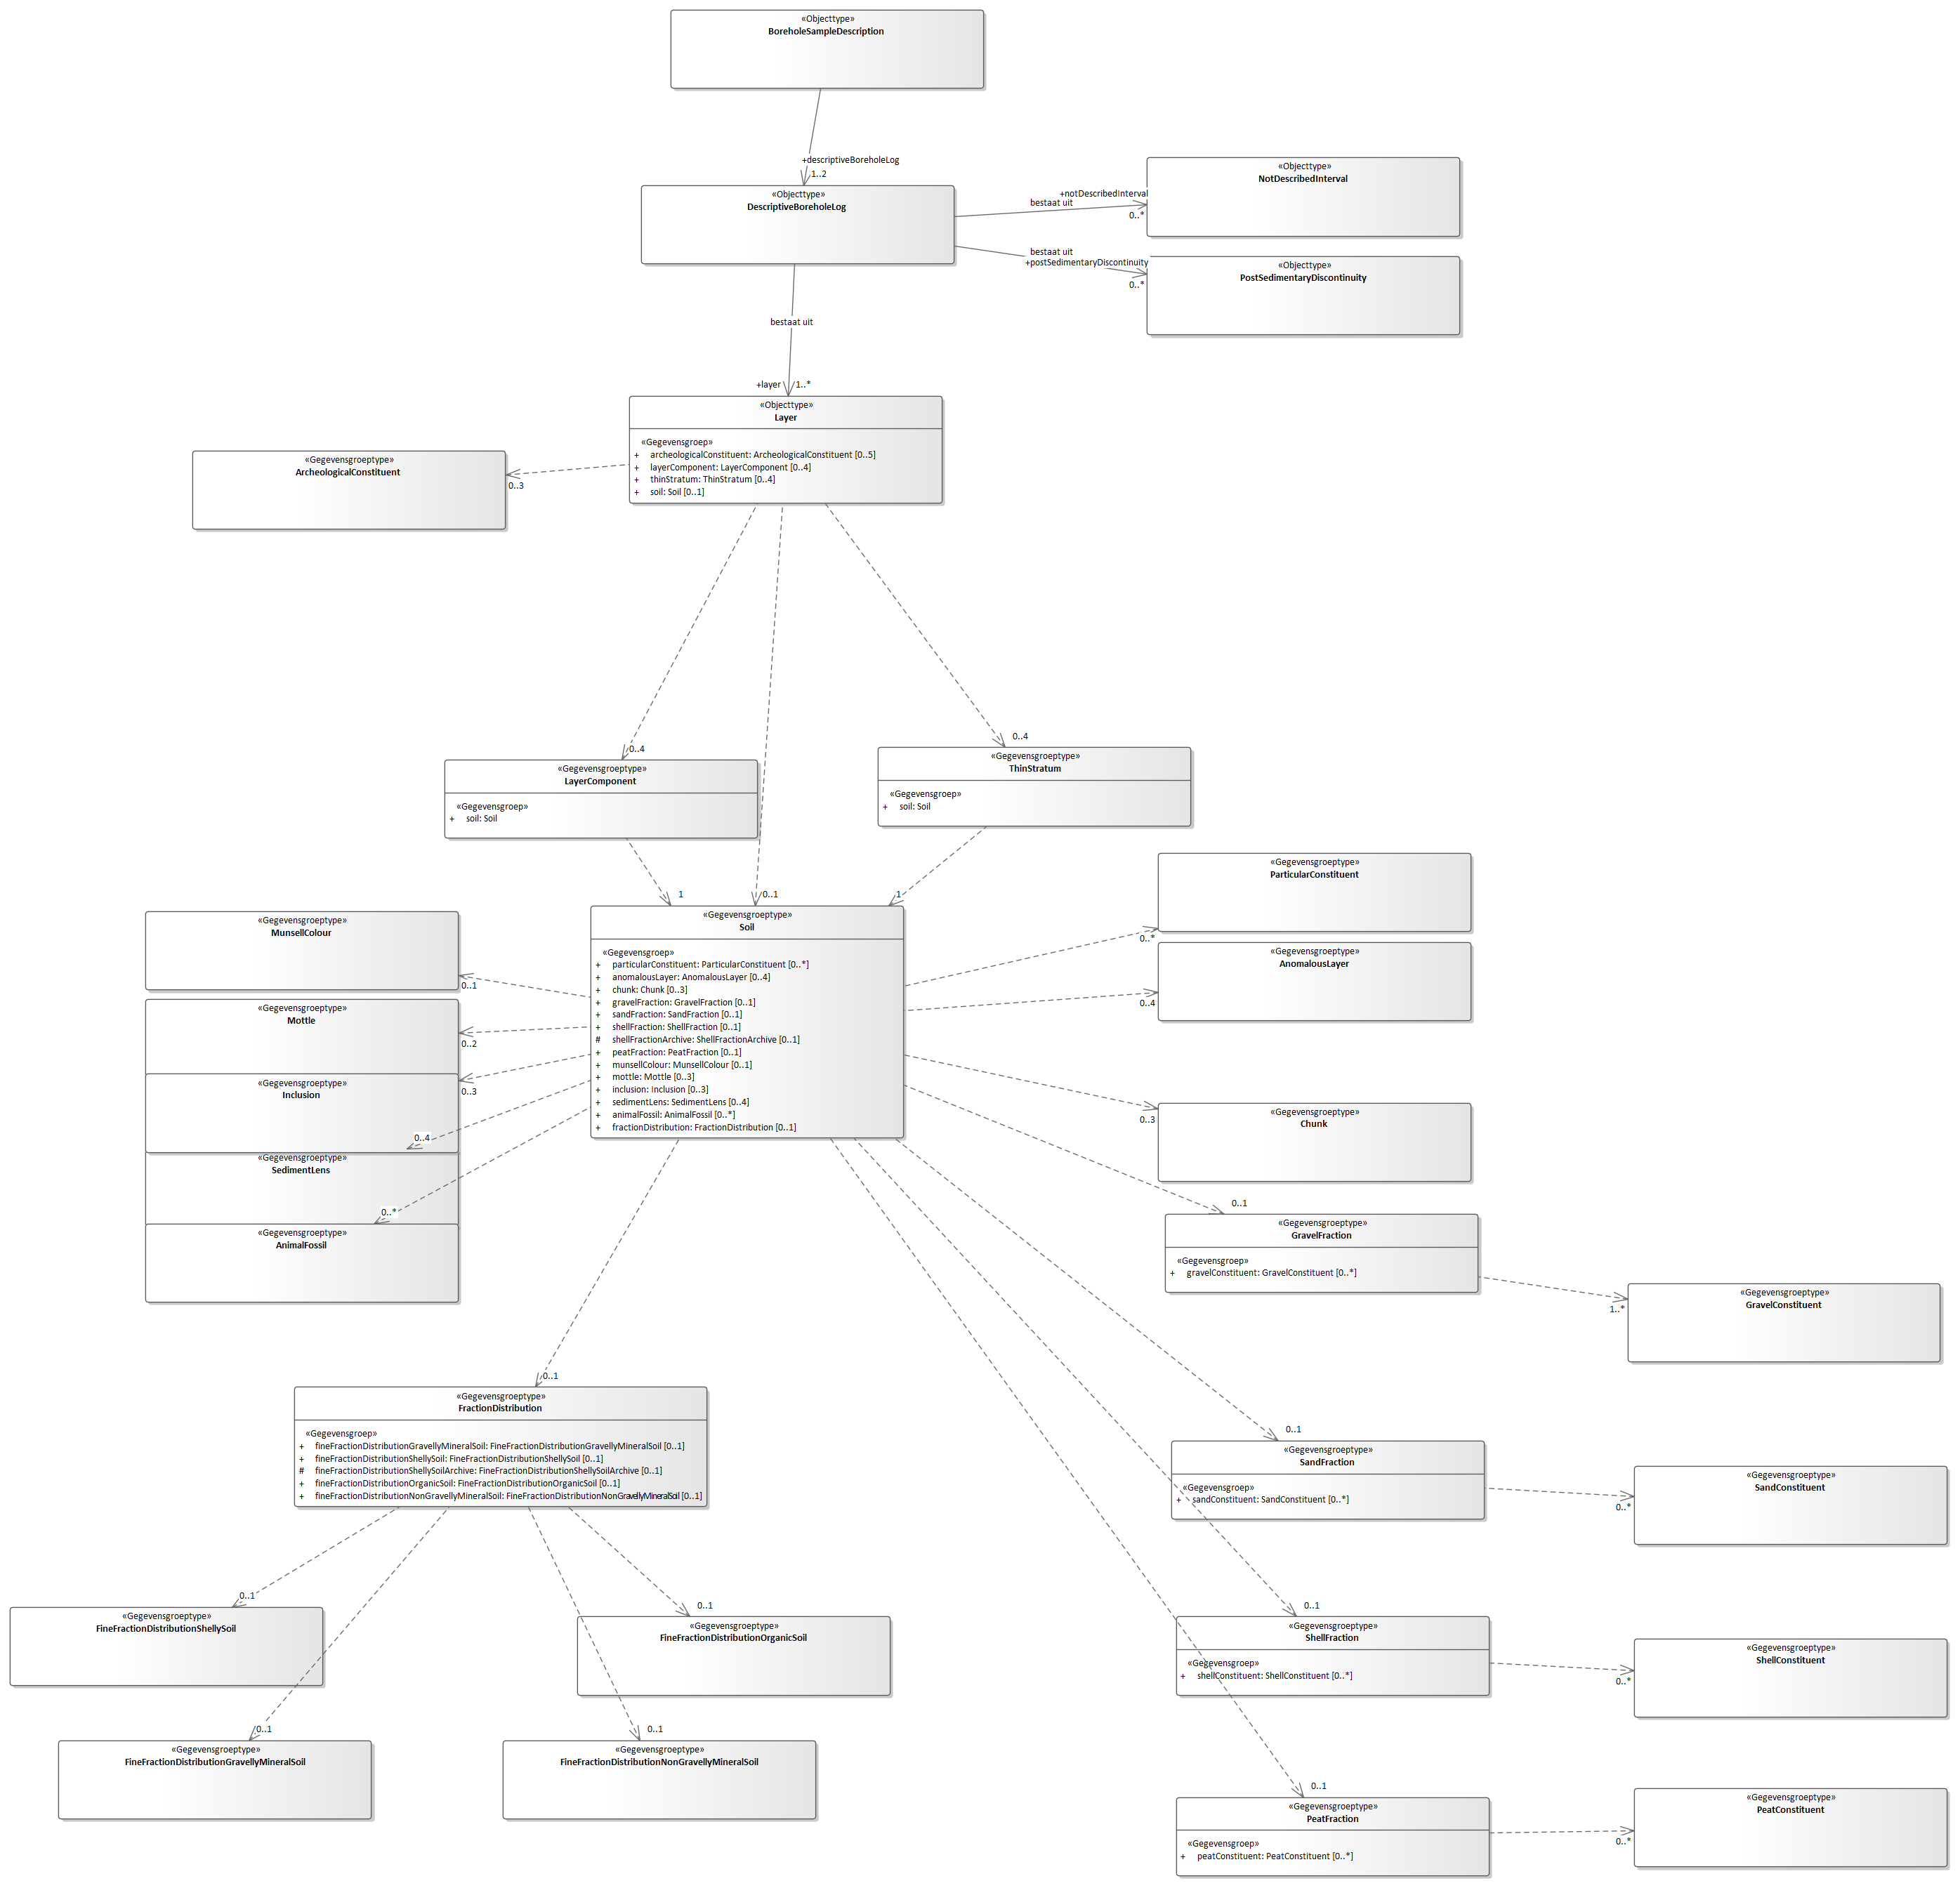 «Objecttype»
BoreholeSampleDescription
+descriptiveBoreholeLog
1..2
«Objecttype»
DescriptiveBoreholeLog
+notDescribedInterval
bestaat uit
0..*
«Objecttype»
NotDescribedInterval
bestaat uit
+postSedimentaryDiscontinuity
0..*
«Objecttype»
PostSedimentaryDiscontinuity
bestaat uit
+layer
1..*
«Objecttype»
Layer
«Gegevensgroep»
+ archeologicalConstituent: ArcheologicalConstituent [0..5]
+ layerComponent: LayerComponent [0..4]
+ thinStratum: ThinStratum [0..4]
+ soil: Soil [0..1]
«Gegevensgroeptype»
ArcheologicalConstituent
0..3
0..4
«Gegevensgroeptype»
LayerComponent
«Gegevensgroep»
+ soil: Soil
0..4
«Gegevensgroeptype»
ThinStratum
«Gegevensgroep»
+ soil: Soil
1
0..1
1
«Gegevensgroeptype»
Soil
«Gegevensgroep»
+ particularConstituent: ParticularConstituent [0..*]
+ anomalousLayer: AnomalousLayer [0..4]
+ chunk: Chunk [0..3]
+ gravelFraction: GravelFraction [0..1]
+ sandFraction: SandFraction [0..1]
+ shellFraction: ShellFraction [0..1]
# shellFractionArchive: ShellFractionArchive [0..1]
+ peatFraction: PeatFraction [0..1]
+ munsellColour: MunsellColour [0..1]
+ mottle: Mottle [0..3]
+ inclusion: Inclusion [0..3]
+ sedimentLens: SedimentLens [0..4]
+ animalFossil: AnimalFossil [0..*]
+ fractionDistribution: FractionDistribution [0..1]
«Gegevensgroeptype»
MunsellColour
0..1
«Gegevensgroeptype»
Mottle
0..2
«Gegevensgroeptype»
Inclusion
0..3
0..4
«Gegevensgroeptype»
SedimentLens
0..*
«Gegevensgroeptype»
AnimalFossil
«Gegevensgroeptype»
ParticularConstituent
0..*
«Gegevensgroeptype»
AnomalousLayer
0..4
«Gegevensgroeptype»
Chunk
0..3
0..1
«Gegevensgroeptype»
GravelFraction
«Gegevensgroep»
+ gravelConstituent: GravelConstituent [0..*]
1..*
«Gegevensgroeptype»
GravelConstituent
0..1
«Gegevensgroeptype»
FractionDistribution
«Gegevensgroep»
+ fineFractionDistributionGravellyMineralSoil: FineFractionDistributionGravellyMineralSoil [0..1]
+ fineFractionDistributionShellySoil: FineFractionDistributionShellySoil [0..1]
# fineFractionDistributionShellySoilArchive: FineFractionDistributionShellySoilArchive [0..1]
+ fineFractionDistributionOrganicSoil: FineFractionDistributionOrganicSoil [0..1]
+ fineFractionDistributionNonGravellyMineralSoil: FineFractionDistributionNonGravellyMineralSoil [0..1]
0..1
«Gegevensgroeptype»
SandFraction
«Gegevensgroep»
+ sandConstituent: SandConstituent [0..*]
0..*
«Gegevensgroeptype»
SandConstituent
0..1
«Gegevensgroeptype»
FineFractionDistributionShellySoil
0..1
«Gegevensgroeptype»
FineFractionDistributionOrganicSoil
0..1
«Gegevensgroeptype»
ShellFraction
«Gegevensgroep»
+ shellConstituent: ShellConstituent [0..*]
0..*
«Gegevensgroeptype»
ShellConstituent
0..1
«Gegevensgroeptype»
FineFractionDistributionGravellyMineralSoil
0..1
«Gegevensgroeptype»
FineFractionDistributionNonGravellyMineralSoil
0..1
«Gegevensgroeptype»
PeatFraction
«Gegevensgroep»
+ peatConstituent: PeatConstituent [0..*]
0..*
«Gegevensgroeptype»
PeatConstituent